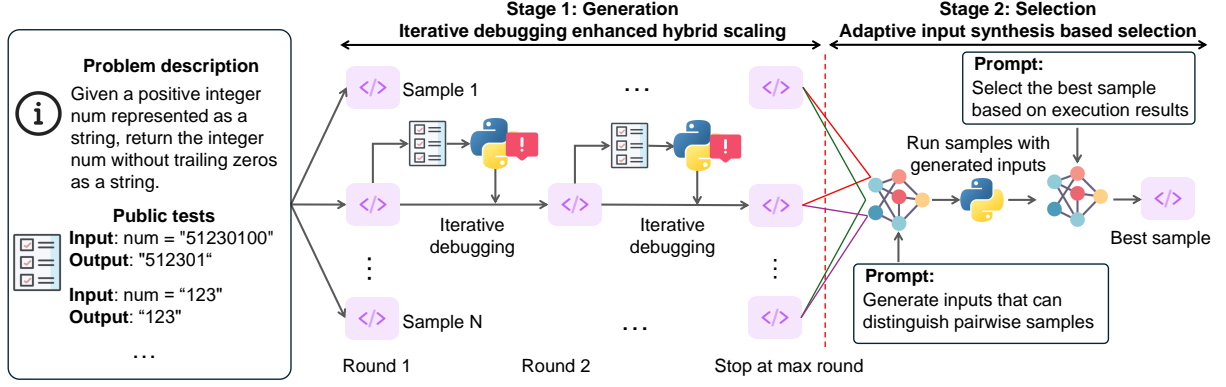 Stage 1: Generation
Iterative debugging enhanced hybrid scaling
Stage 2: Selection
Adaptive input synthesis based selection
Problem description
Given a positive integer
num represented as a
string, return the integer
num without trailing zeros
as a string.
Public tests
Input: num = "51230100"
Output: "512301“
Input: num = “123"
Output: “123"
...
Sample 1
...
Iterative
debugging
Iterative
debugging
Sample N
...
Round 1
Round 2
Stop at max round
Prompt:
Select the best sample
based on execution results
Run samples with
generated inputs
Best sample
Prompt:
Generate inputs that can
distinguish pairwise samples